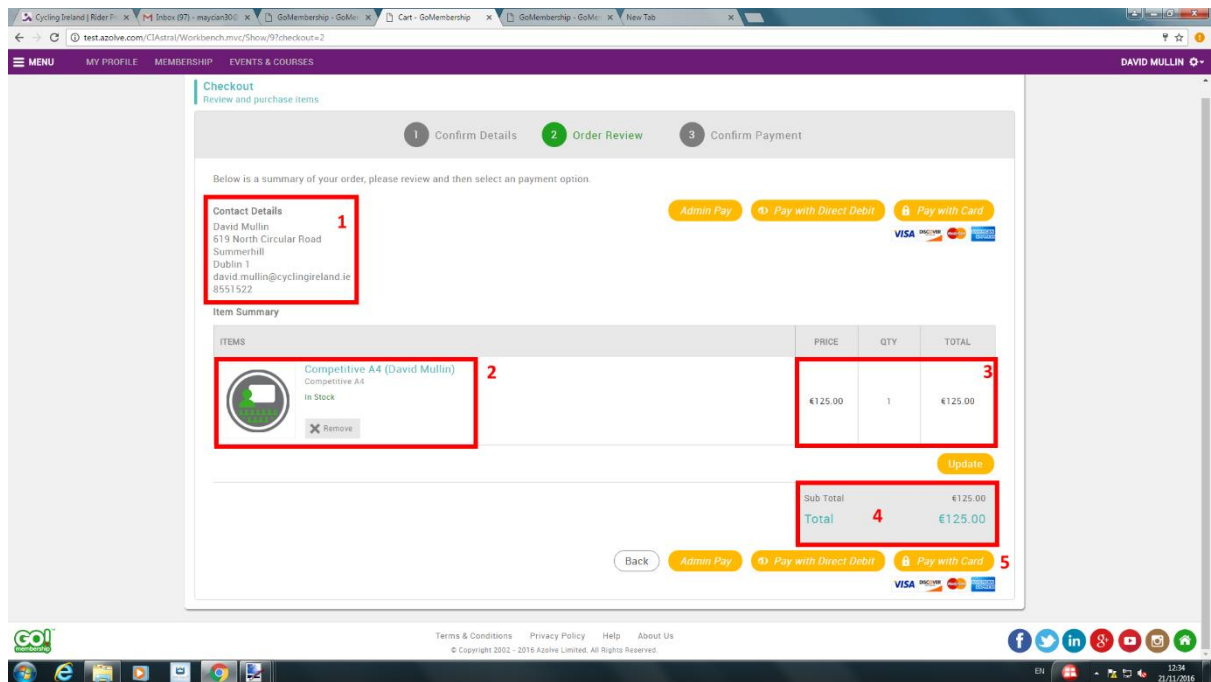 Cycling Ireland | Rider Pr
Inbox (97) - maycian30@
GoMembership - GoMe
Cart - GoMembership
GoMembership - GoMe
New Tab
test.azolve.com/CIAstral/Workbench.mvc/Show/9?checkout=2
MENU MY PROFILE MEMBERSHIP EVENTS & COURSES DAVID MULLIN
Checkout
Review and purchase items
1 Confirm Details 2 Order Review 3 Confirm Payment
Below is a summary of your order, please review and then select an payment option.
Contact Details
1
David Mullin
619 North Circular Road
Summerhill
Dublin 1
david.mullin@cyclingireland.ie
8551522
Admin Pay Pay with Direct Debit Pay with Card
VISA DISCOVER
Item Summary
ITEMS PRICE QTY TOTAL
Competitive A4 (David Mullin)
Competitive A4
In Stock
Remove
2
€125.00 1 €125.00
3
Update
Sub Total €125.00
Total 4 €125.00
Back Admin Pay Pay with Direct Debit Pay with Card 5
VISA DISCOVER
GO!
membership
Terms & Conditions Privacy Policy Help About Us
© Copyright 2002 - 2016 Azolve Limited. All Rights Reserved.
EN
12:34
21/11/2016